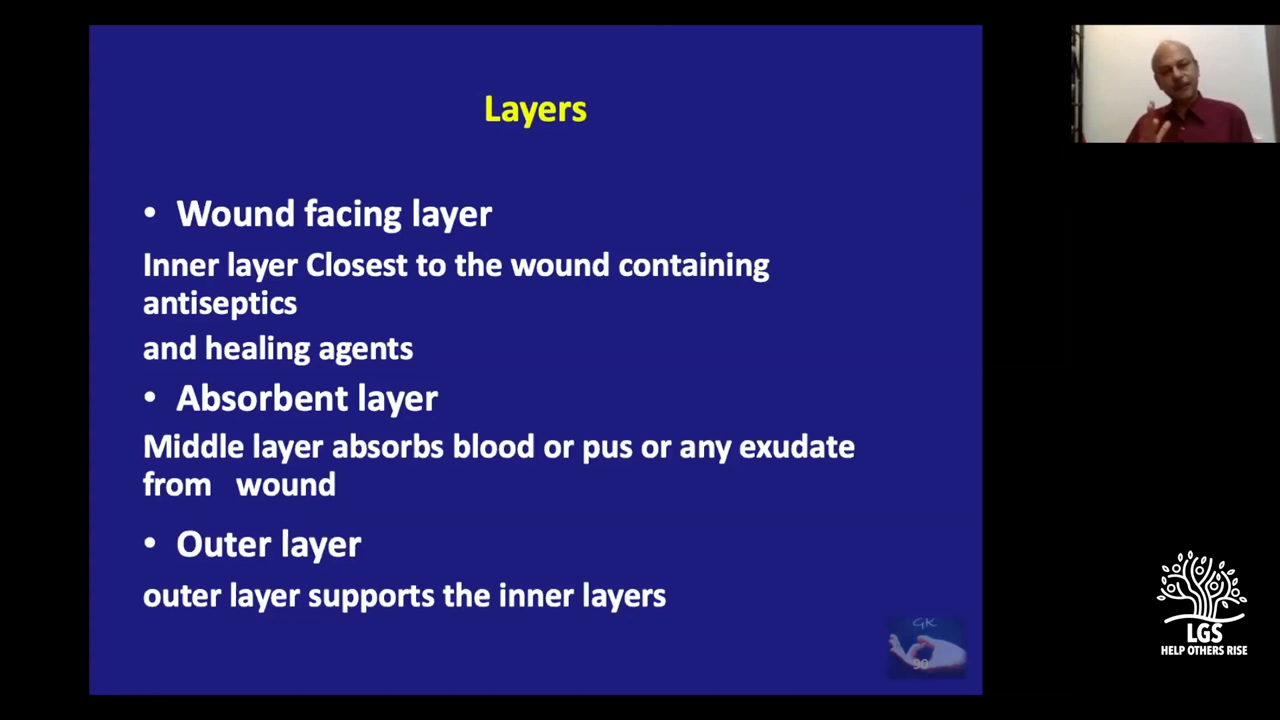 Layers
• Wound facing layer
Inner layer Closest to the wound containing
antiseptics
and healing agents
• Absorbent layer
Middle layer absorbs blood or pus or any exudate
from wound
• Outer layer
outer layer supports the inner layers
GK
90
LGS
HELP OTHERS RISE